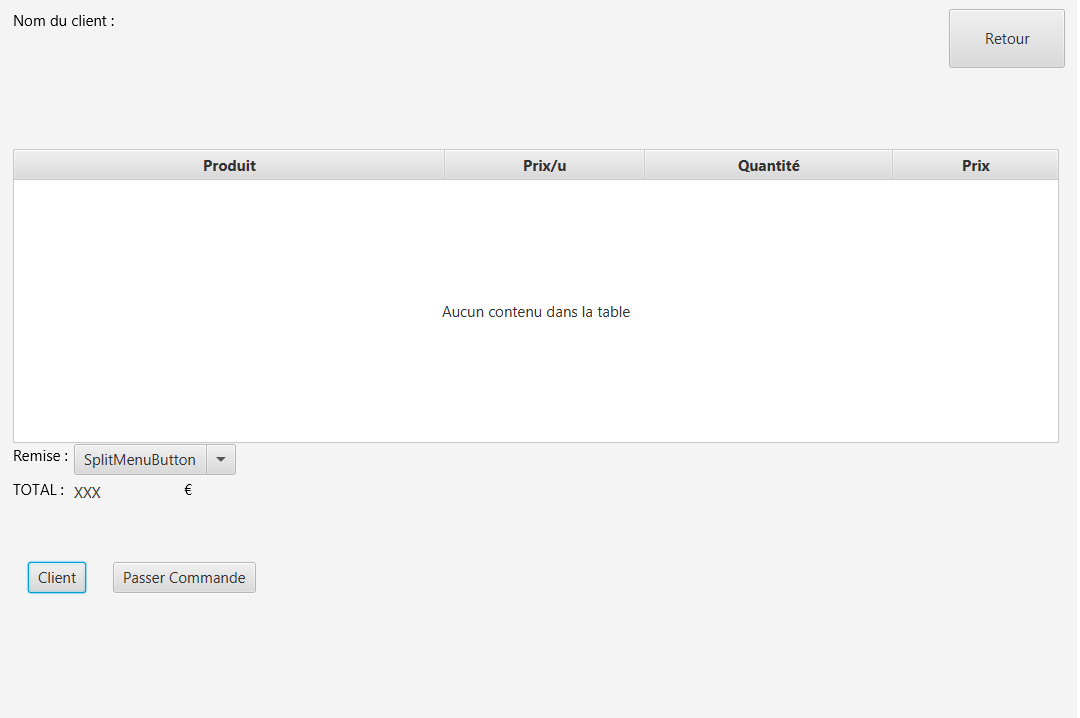 Nom du client :
Retour
Produit Prix/u Quantité Prix
Aucun contenu dans la table
Remise : SplitMenuButton
TOTAL : XXX €
Client Passer Commande